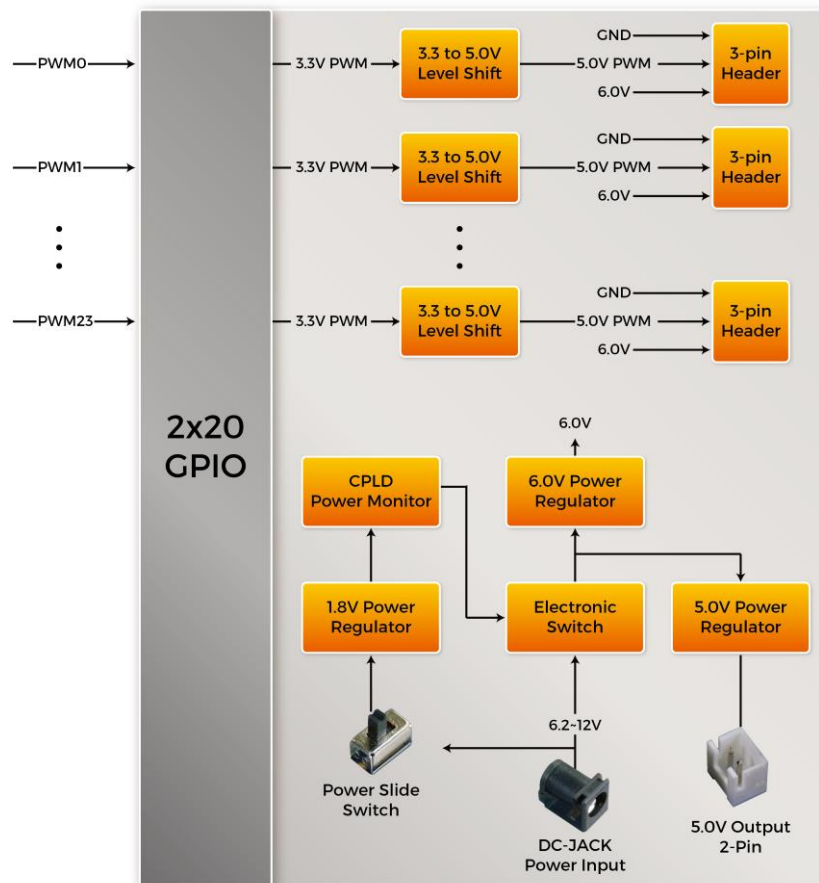 PWM0
3.3V PWM
3.3 to 5.0V
Level Shift
GND
5.0V PWM
6.0V
3-pin
Header
PWM1
3.3V PWM
3.3 to 5.0V
Level Shift
GND
5.0V PWM
6.0V
3-pin
Header
PWM23
3.3V PWM
3.3 to 5.0V
Level Shift
GND
5.0V PWM
6.0V
3-pin
Header
2x20
GPIO
6.0V
CPLD
Power Monitor
6.0V Power
Regulator
1.8V Power
Regulator
Electronic
Switch
5.0V Power
Regulator
6.2~12V
Power Slide
Switch
DC-JACK
Power Input
5.0V Output
2-Pin